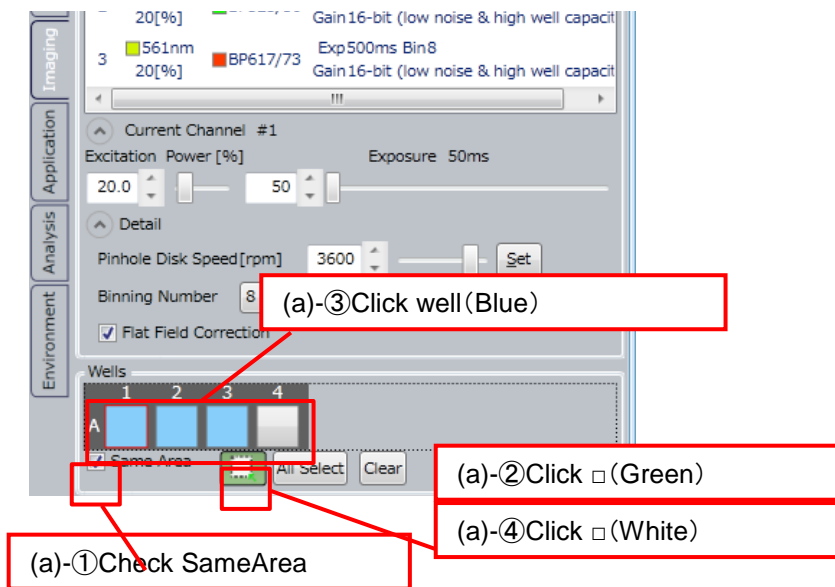 20[%] Gain16-bit (low noise & high well capacit
3 561nm BP617/73 Exp500ms Bin8
20[%] Gain16-bit (low noise & high well capacit
Imaging
Application
Analysis
Environment
Current Channel #1
Excitation Power [%] Exposure 50ms
20.0 50
Detail
Pinhole Disk Speed[rpm] 3600 Set
Binning Number 8
(a)-③Click well(Blue)
Flat Field Correction
Wells
1 2 3 4
A
Same Area All Select Clear
(a)-②Click □(Green)
(a)-④Click □(White)
(a)-①Check SameArea